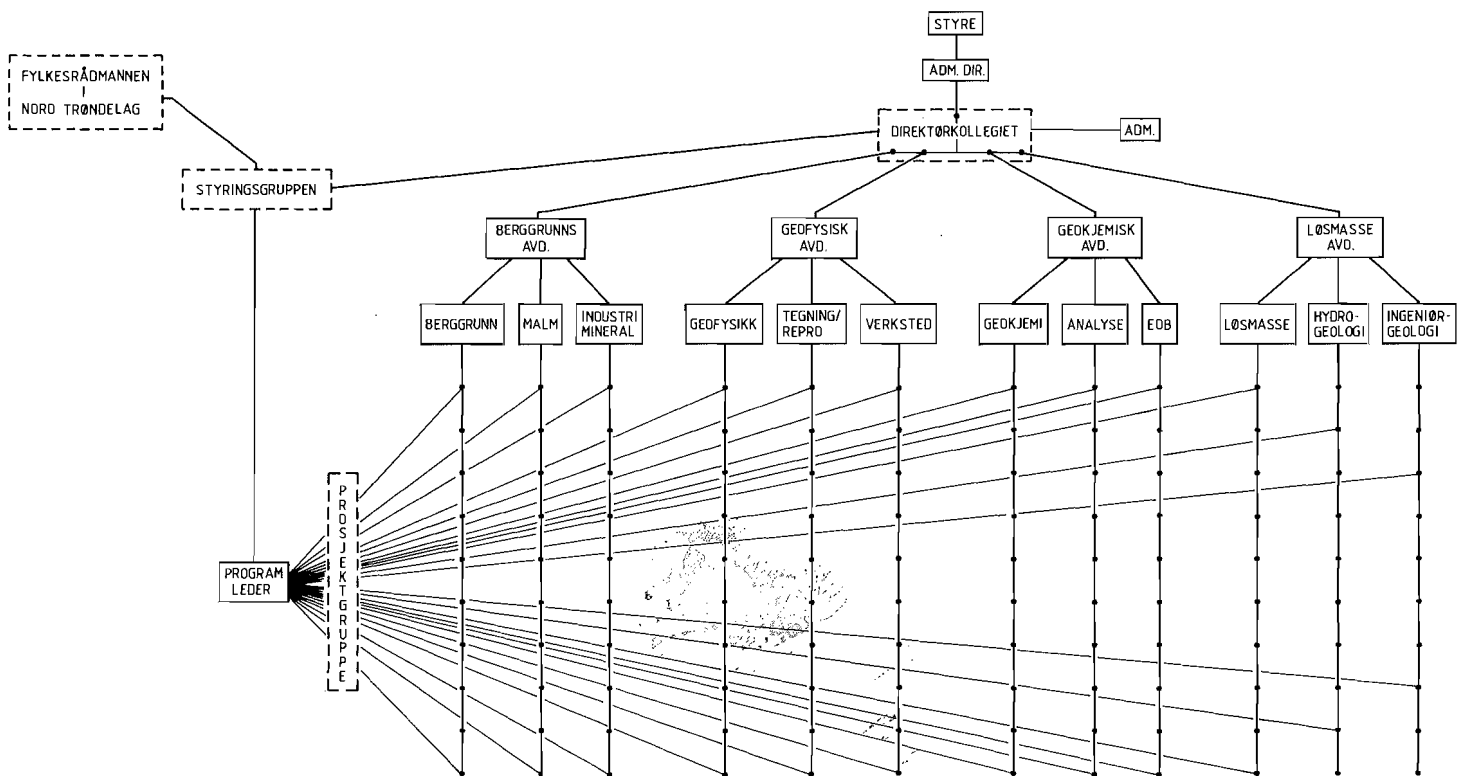 STYRE
ADM. DIR.
FYLKESRÅDMANNEN
I
NORD TRØNDELAG
DIREKTØRKOLLEGIET
ADM.
STYRINGSGRUPPEN
BERGGRUNNS
AVD.
GEOFYSISK
AVD.
GEOKJEMISK
AVD.
LØSMASSE
AVD.
BERGGRUNN
MALM
INDUSTRI
MINERAL
GEOFYSIKK
TEGNING/
REPRO
VERKSTED
GEOKJEMI
ANALYSE
EDB
LØSMASSE
HYDRO-
GEOLOGI
INGENIØR-
GEOLOGI
PROGRAM
LEDER
PROSJEKTGRUPPE